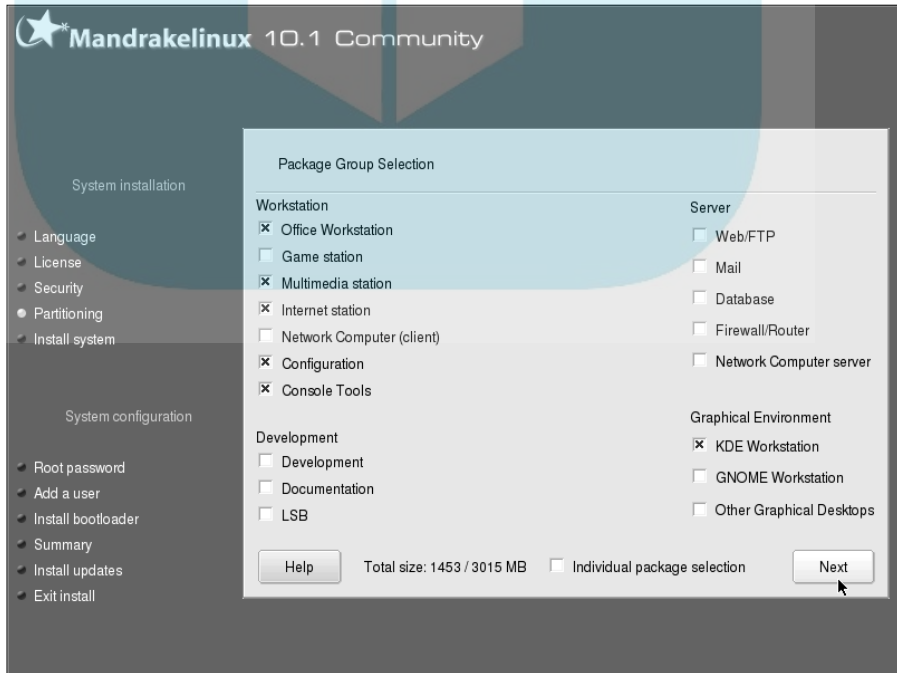 Mandrakelinux 10.1 Community
System installation
Language
License
Security
Partitioning
Install system
System configuration
Root password
Add a user
Install bootloader
Summary
Install updates
Exit install
Package Group Selection
Workstation
Office Workstation
Game station
Multimedia station
Internet station
Network Computer (client)
Configuration
Console Tools
Development
Development
Documentation
LSB
Server
Web/FTP
Mail
Database
Firewall/Router
Network Computer server
Graphical Environment
KDE Workstation
GNOME Workstation
Other Graphical Desktops
Help
Total size: 1453 / 3015 MB
Individual package selection
Next